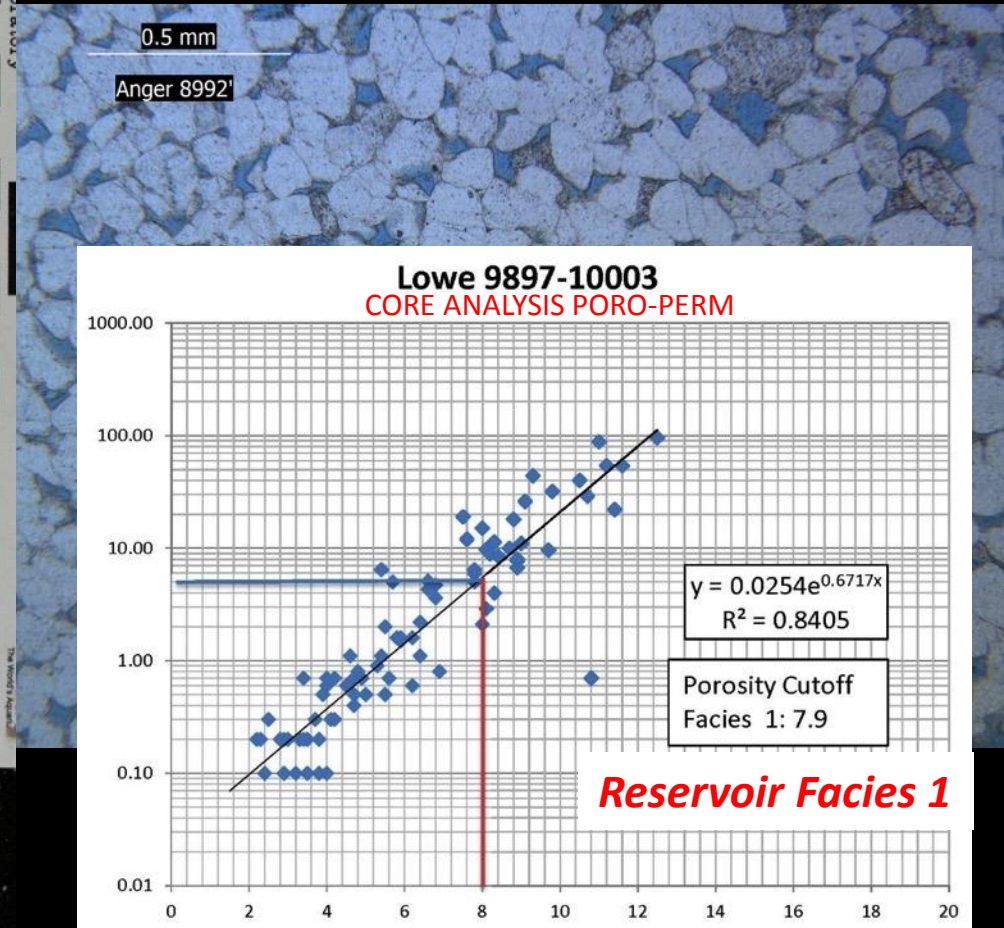 0.5 mm
Anger 8992'
Lowe 9897-10003
CORE ANALYSIS PORO-PERM
1000.00
100.00
10.00
1.00
0.10
0.01
0 2 4 6 8 10 12 14 16 18 20
y = 0.0254e^0.6717x
R² = 0.8405
Porosity Cutoff
Facies 1: 7.9
Reservoir Facies 1